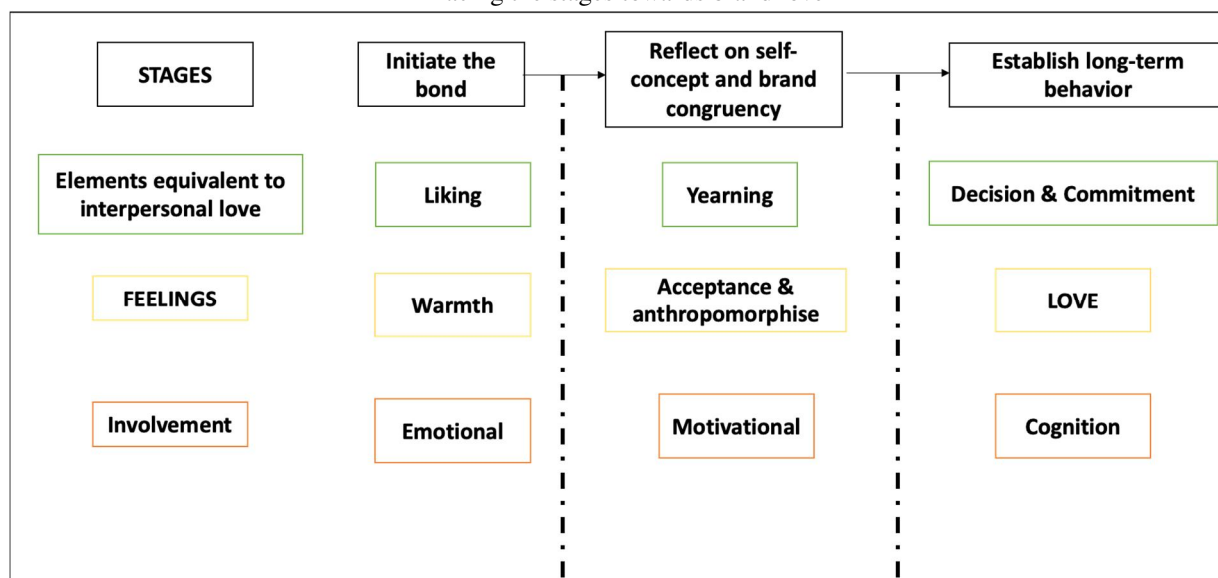 STAGES
Initiate the
bond
Reflect on self-
concept and brand
congruency
Establish long-term
behavior
Elements equivalent to
interpersonal love
Liking
Yearning
Decision & Commitment
FEELINGS
Warmth
Acceptance &
anthropomorphise
LOVE
Involvement
Emotional
Motivational
Cognition